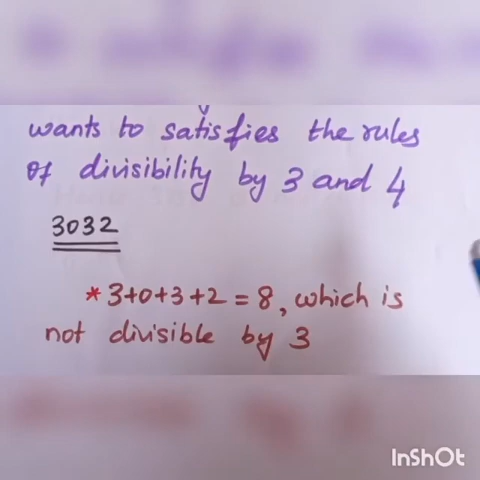 wants to satisfies the rules
of divisibility by 3 and 4
3032
* 3+0+3+2 = 8, which is
not divisible by 3
InShOt